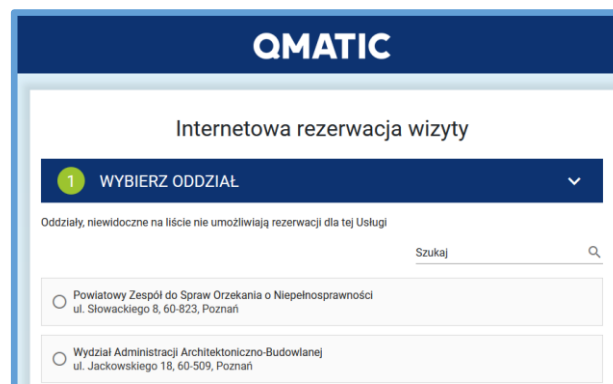 QMATIC
Internetowa rezerwacja wizyty
1 WYBIERZ ODDZIAŁ
Oddziały, niewidoczne na liście nie umożliwiają rezerwacji dla tej Usługi
Szukaj
Powiatowy Zespół do Spraw Orzekania o Niepełnosprawności
ul. Słowackiego 8, 60-823, Poznań
Wydział Administracji Architektoniczno-Budowlanej
ul. Jackowskiego 18, 60-509, Poznań